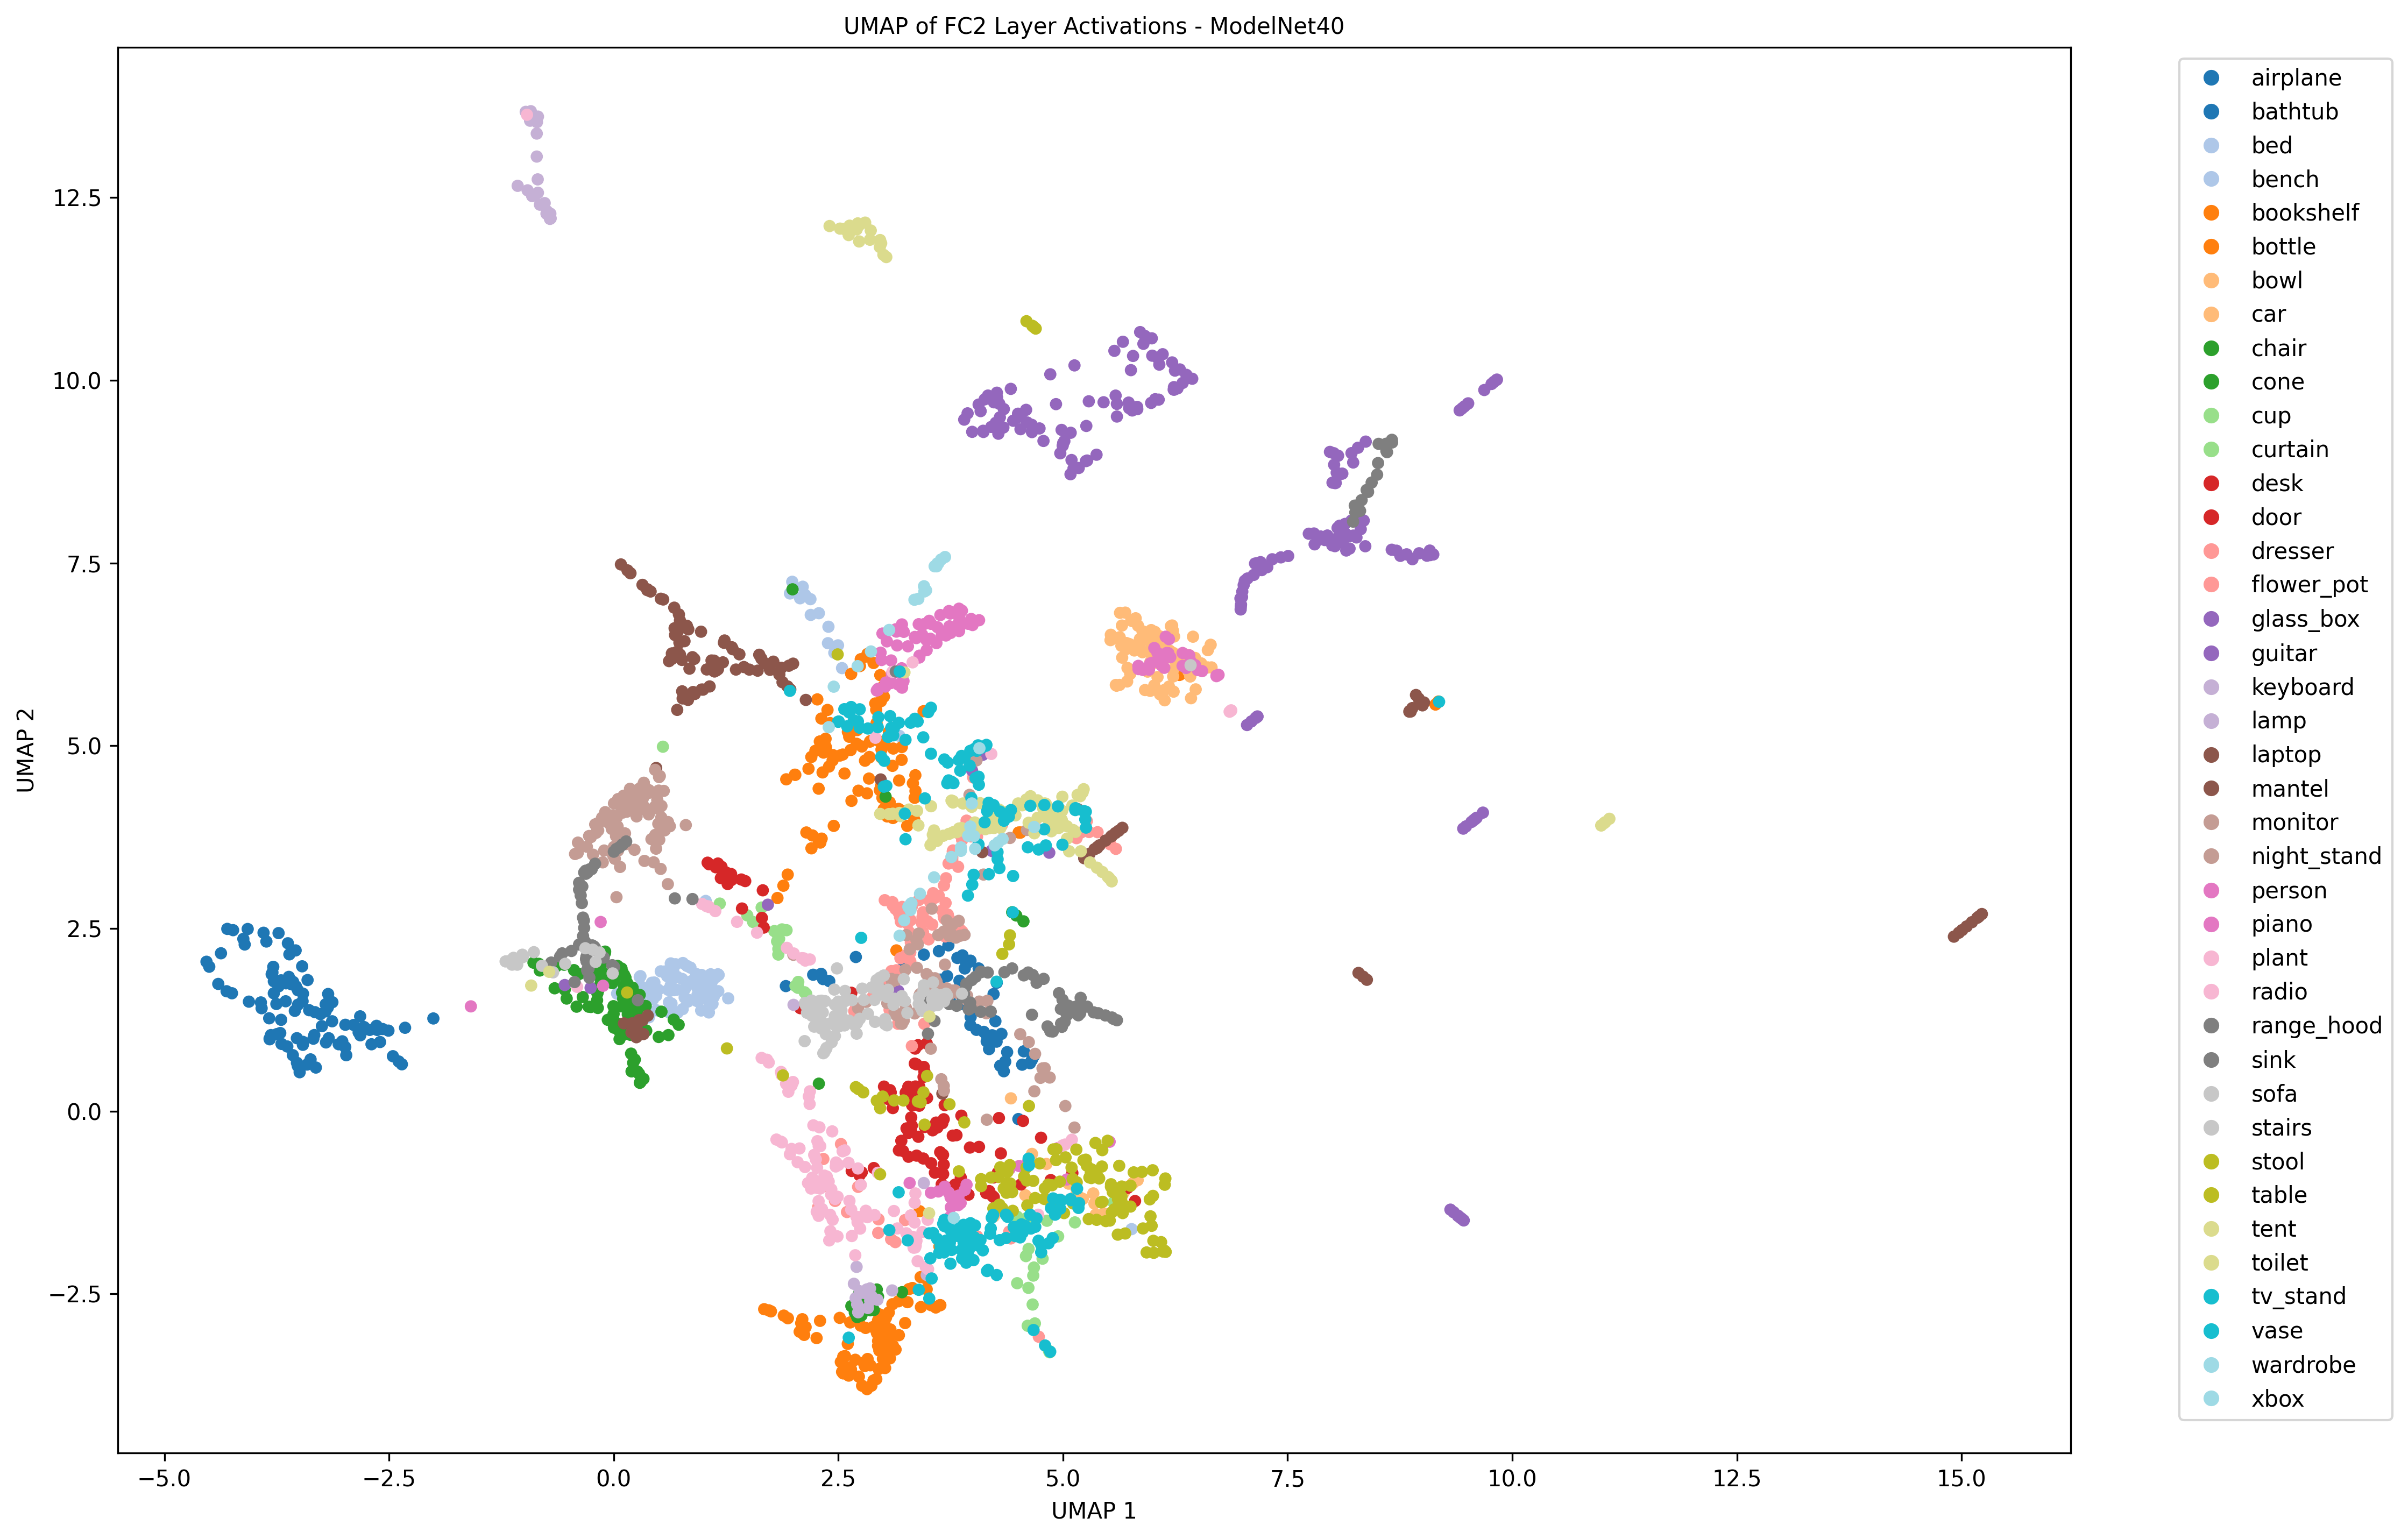 UMAP of FC2 Layer Activations - ModelNet40
UMAP 2
12.5
10.0
7.5
5.0
2.5
0.0
−2.5
−5.0
−2.5
0.0
2.5
5.0
7.5
10.0
12.5
15.0
UMAP 1
airplane
bathtub
bed
bench
bookshelf
bottle
bowl
car
chair
cone
cup
curtain
desk
door
dresser
flower_pot
glass_box
guitar
keyboard
lamp
laptop
mantel
monitor
night_stand
person
piano
plant
radio
range_hood
sink
sofa
stairs
stool
table
tent
toilet
tv_stand
vase
wardrobe
xbox